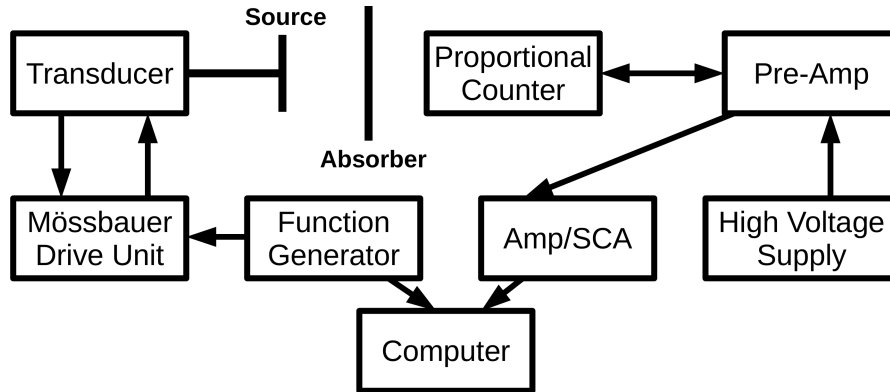 Source
Transducer
Proportional
Counter
Pre-Amp
Absorber
Mössbauer
Drive Unit
Function
Generator
Amp/SCA
High Voltage
Supply
Computer